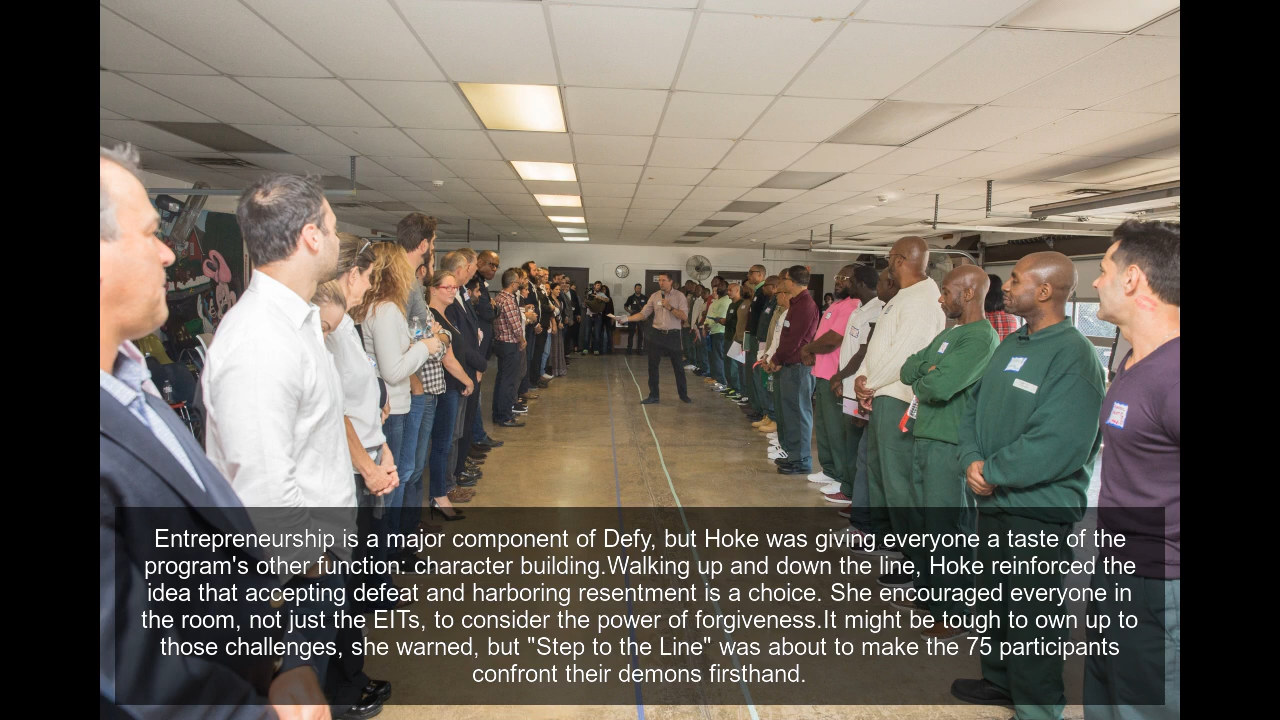 Entrepreneurship is a major component of Defy, but Hoke was giving everyone a taste of the
program's other function: character building.Walking up and down the line, Hoke reinforced the
idea that accepting defeat and harboring resentment is a choice. She encouraged everyone in
the room, not just the EITs, to consider the power of forgiveness.It might be tough to own up to
those challenges, she warned, but "Step to the Line" was about to make the 75 participants
confront their demons firsthand.